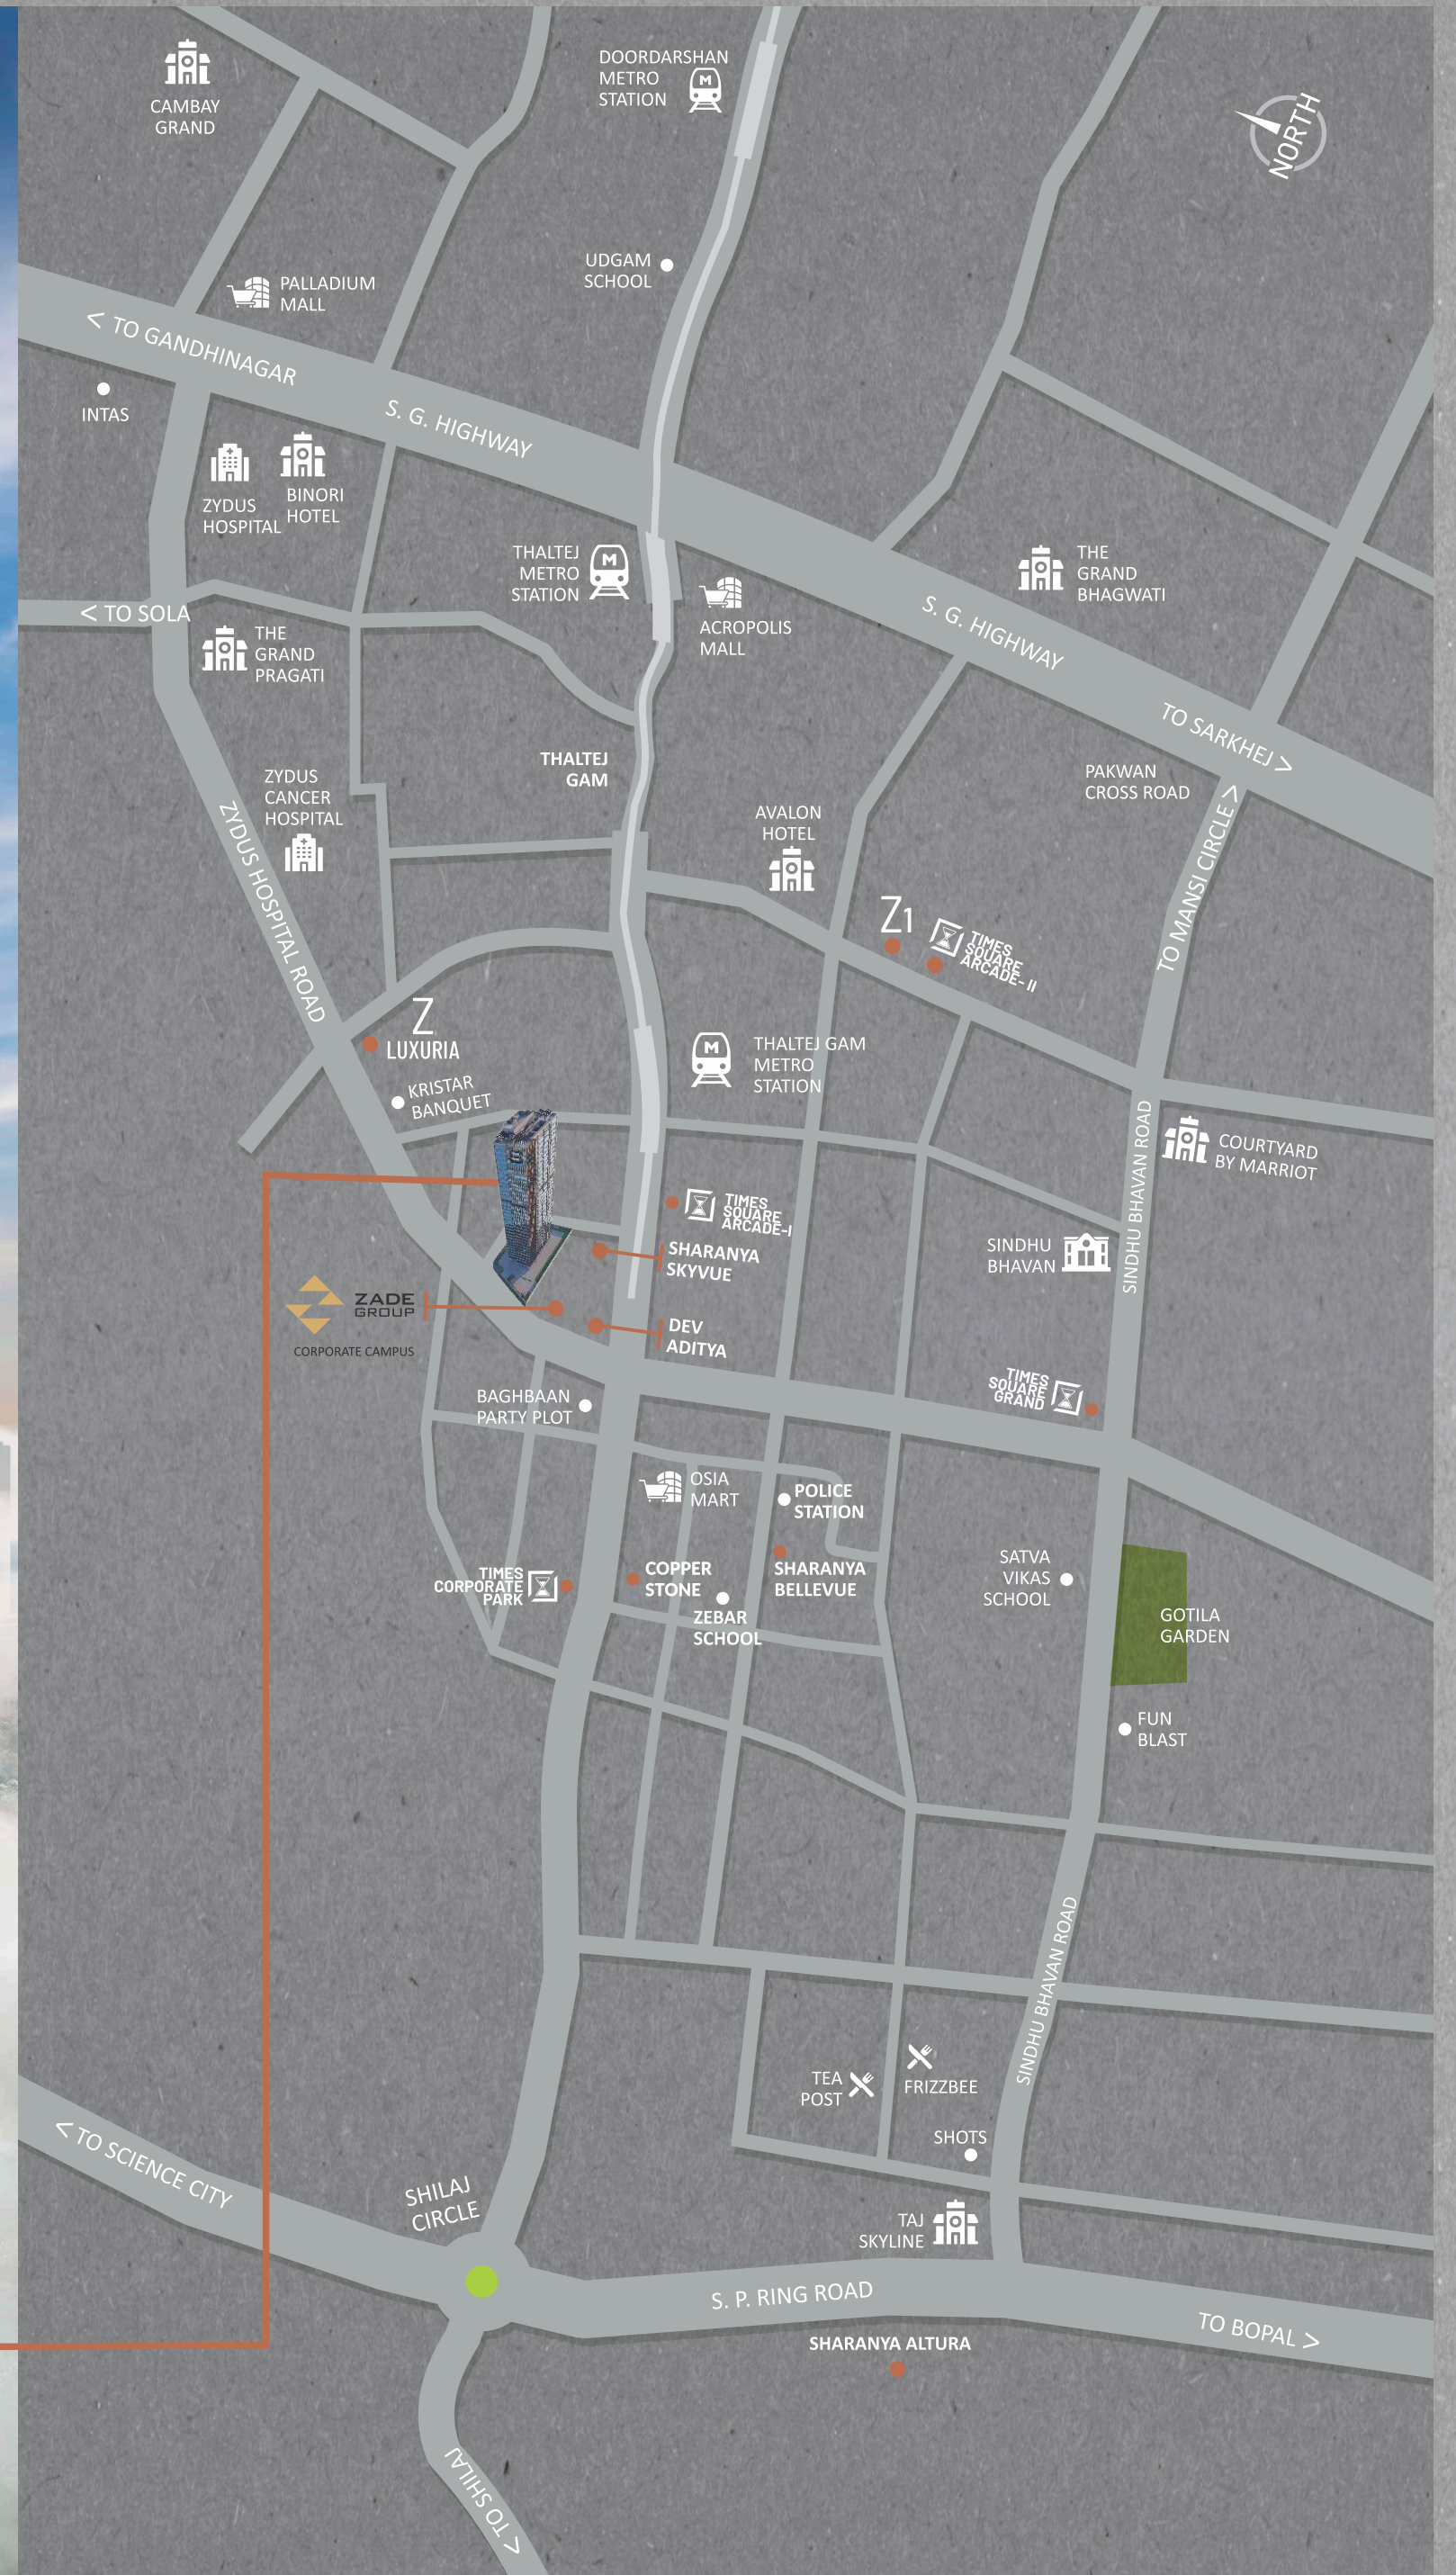 CAMBAY
GRAND
DOORDARSHAN
METRO
STATION
M
NORTH
UDGAM
SCHOOL
PALLADIUM
MALL
< TO GANDHINAGAR
INTAS
S. G. HIGHWAY
ZYDUS
HOSPITAL
BINORI
HOTEL
THALTEJ
METRO
STATION
M
ACROPOLIS
MALL
THE
GRAND
BHAGWATI
< TO SOLA
THE
GRAND
PRAGATI
S. G. HIGHWAY
TO SARKHEJ >
THALTEJ
GAM
PAKWAN
CROSS ROAD
ZYDUS
CANCER
HOSPITAL
AVALON
HOTEL
TO MANSI CIRCLE >
ZYDUS HOSPITAL ROAD
Z1
TIMES
SQUARE
ARCADE- II
Z
LUXURIA
M
THALTEJ GAM
METRO
STATION
KRISTAR
BANQUET
SINDHU BHAVAN ROAD
COURTYARD
BY MARRIOT
TIMES
SQUARE
ARCADE-I
SHARANYA
SKYVUE
SINDHU
BHAVAN
ZADE
GROUP
CORPORATE CAMPUS
DEV
ADITYA
TIMES
SQUARE
GRAND
BAGHBAAN
PARTY PLOT
OSIA
MART
POLICE
STATION
TIMES
CORPORATE
PARK
COPPER
STONE
SHARANYA
BELLEVUE
ZEBAR
SCHOOL
SATVA
VIKAS
SCHOOL
GOTILA
GARDEN
FUN
BLAST
SINDHU BHAVAN ROAD
TEA
POST
FRIZZBEE
SHOTS
< TO SCIENCE CITY
SHILAJ
CIRCLE
TAJ
SKYLINE
S. P. RING ROAD
TO BOPAL >
SHARANYA ALTURA
< TO SHILAJ